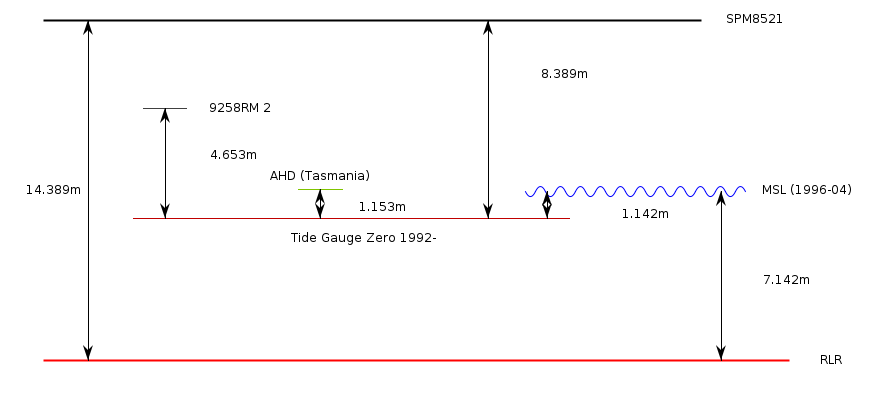 SPM8521
8.389m
9258RM 2
4.653m
AHD (Tasmania)
14.389m
MSL (1996-04)
1.153m
1.142m
Tide Gauge Zero 1992-
7.142m
RLR